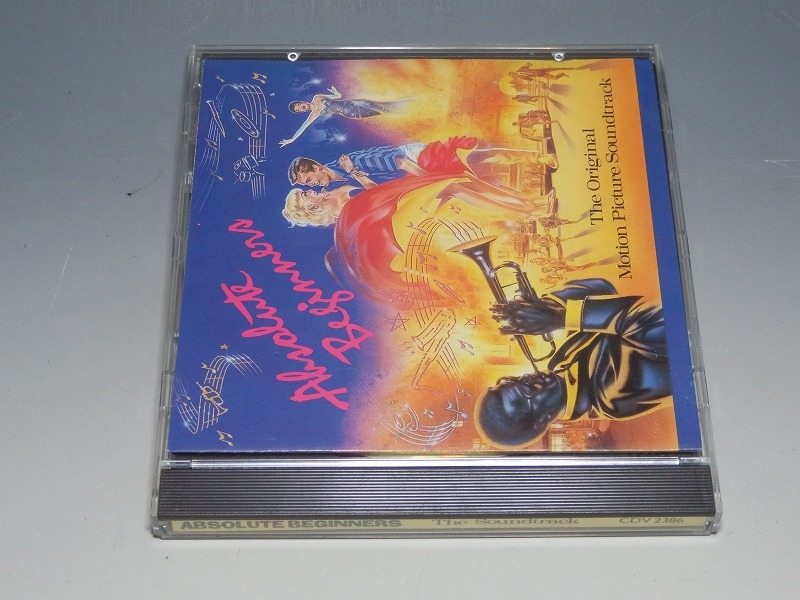 Absolute
Beginners
The Original
Motion Picture Soundtrack
ABSOLUTE BEGINNERS The Soundtrack CDV 2386